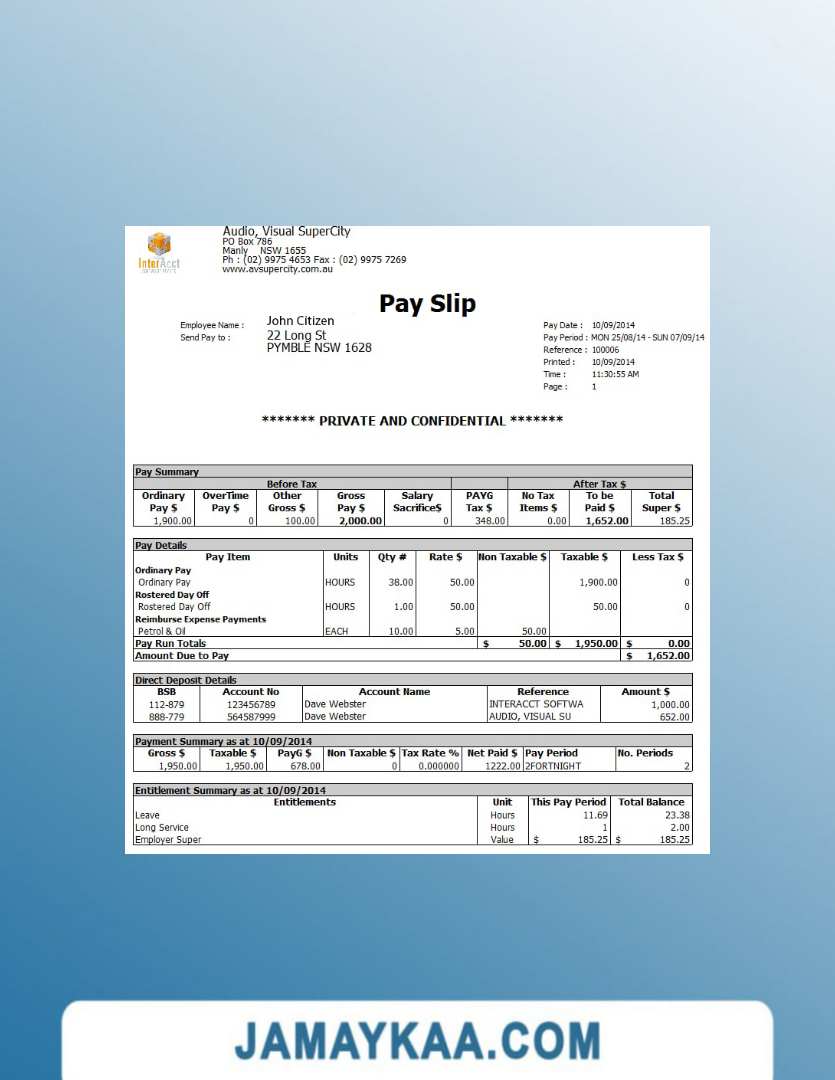 InterAcct
Audio, Visual SuperCity
PO Box 786
Manly NSW 1655
Ph : (02) 9975 4653 Fax : (02) 9975 7269
www.avsupercity.com.au
Pay Slip
Employee Name : John Citizen
Send Pay to : 22 Long St
PYMBLE NSW 1628
Pay Date : 10/09/2014
Pay Period : MON 25/08/14 - SUN 07/09/14
Reference : 100006
Printed : 10/09/2014
Time : 11:30:55 AM
Page : 1
******* PRIVATE AND CONFIDENTIAL *******
Pay Summary
Before Tax After Tax $
Ordinary Pay $ OverTime Pay $ Other Gross $ Gross Pay $ Salary Sacrifice$ PAYG Tax $ No Tax Items $ To be Paid $ Total Super $
1,900.00 0 100.00 2,000.00 0 348.00 0.00 1,652.00 185.25
Pay Details
Pay Item Units Qty # Rate $ Non Taxable $ Taxable $ Less Tax $
Ordinary Pay
Ordinary Pay HOURS 38.00 50.00 1,900.00 0
Rostered Day Off
Rostered Day Off HOURS 1.00 50.00 50.00 0
Reimburse Expense Payments
Petrol & Oil EACH 10.00 5.00 50.00
Pay Run Totals $ 50.00 $ 1,950.00 $ 0.00
Amount Due to Pay $ 1,652.00
Direct Deposit Details
BSB Account No Account Name Reference Amount $
112-879 123456789 Dave Webster INTERACCT SOFTWA 1,000.00
888-779 564587999 Dave Webster AUDIO, VISUAL SU 652.00
Payment Summary as at 10/09/2014
Gross $ Taxable $ PayG $ Non Taxable $ Tax Rate % Net Paid $ Pay Period No. Periods
1,950.00 1,950.00 678.00 0 0.000000 1222.00 2FORTNIGHT 2
Entitlement Summary as at 10/09/2014
Entitlements Unit This Pay Period Total Balance
Leave Hours 11.69 23.38
Long Service Hours 1 2.00
Employer Super Value $ 185.25 $ 185.25
JAMAYKAA.COM